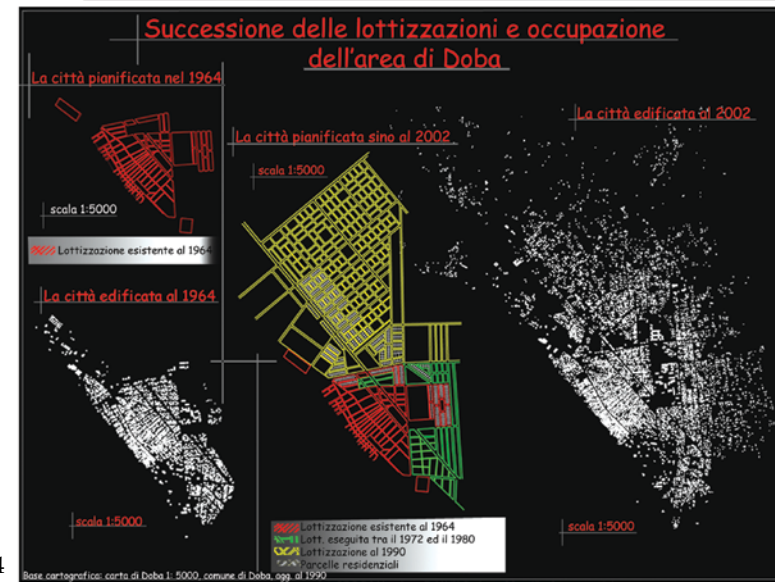 Successione delle lottizzazioni e occupazione
dell'area di Doba
La città pianificata nel 1964
scala 1:5000
Lottizzazione esistente al 1964
La città edificata al 1964
scala 1:5000
La città pianificata sino al 2002
scala 1:5000
La città edificata al 2002
scala 1:5000
Lottizzazione esistente al 1964
Lott. eseguita tra il 1972 ed il 1980
Lottizzazione al 1990
Parcelle residenziali
Base cartografica: carta di Doba 1: 5000, comune di Doba, agg. al 1990
4